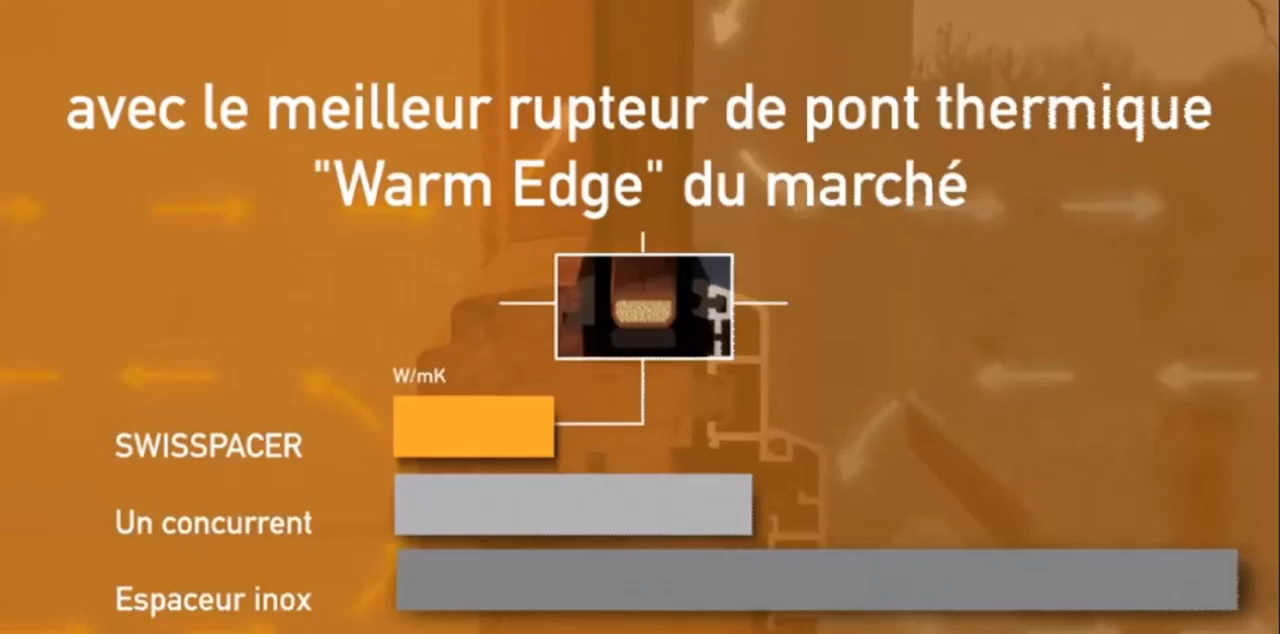 avec le meilleur rupteur de pont thermique
"Warm Edge" du marché
W/mK
SWISSPACER
Un concurrent
Espaceur inox